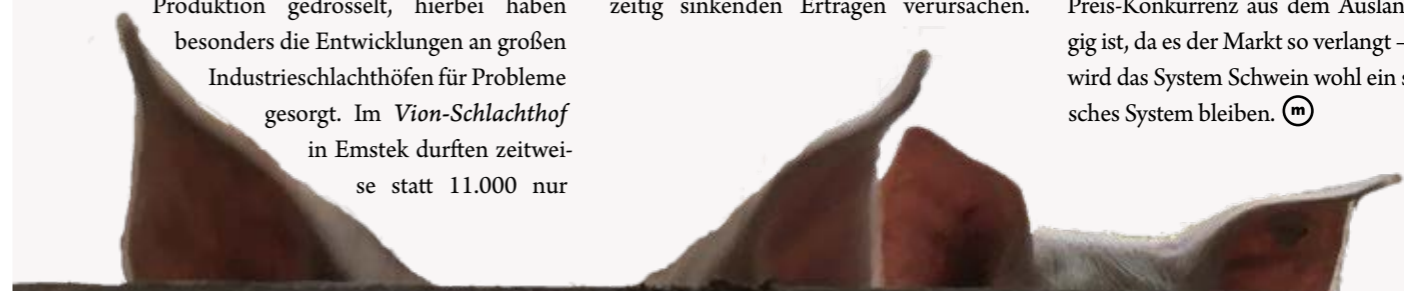 Produktion gedrosselt, hierbei haben
besonders die Entwicklungen an großen
Industrieschlachthöfen für Probleme
gesorgt. Im Vion-Schlachthof
in Emstek durften zeitwei-
se statt 11.000 nur
zeitig sinkenden Erträgen verursachen.
Preis-Konkurrenz aus dem Auslan
gig ist, da es der Markt so verlangt –
wird das System Schwein wohl ein s
sches System bleiben. m